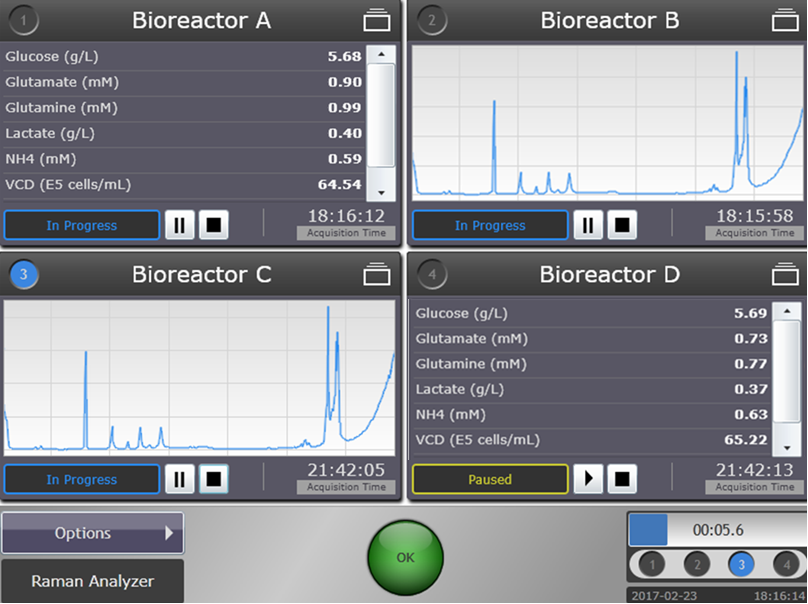 1 Bioreactor A
Glucose (g/L) 5.68
Glutamate (mM) 0.90
Glutamine (mM) 0.99
Lactate (g/L) 0.40
NH4 (mM) 0.59
VCD (E5 cells/mL) 64.54
In Progress 18:16:12
Acquisition Time
2 Bioreactor B
In Progress 18:15:58
Acquisition Time
3 Bioreactor C
In Progress 21:42:05
Acquisition Time
4 Bioreactor D
Glucose (g/L) 5.69
Glutamate (mM) 0.73
Glutamine (mM) 0.77
Lactate (g/L) 0.37
NH4 (mM) 0.63
VCD (E5 cells/mL) 65.22
Paused 21:42:13
Acquisition Time
Options
Raman Analyzer
OK
00:05.6
1 2 3 4
2017-02-23 18:16:14